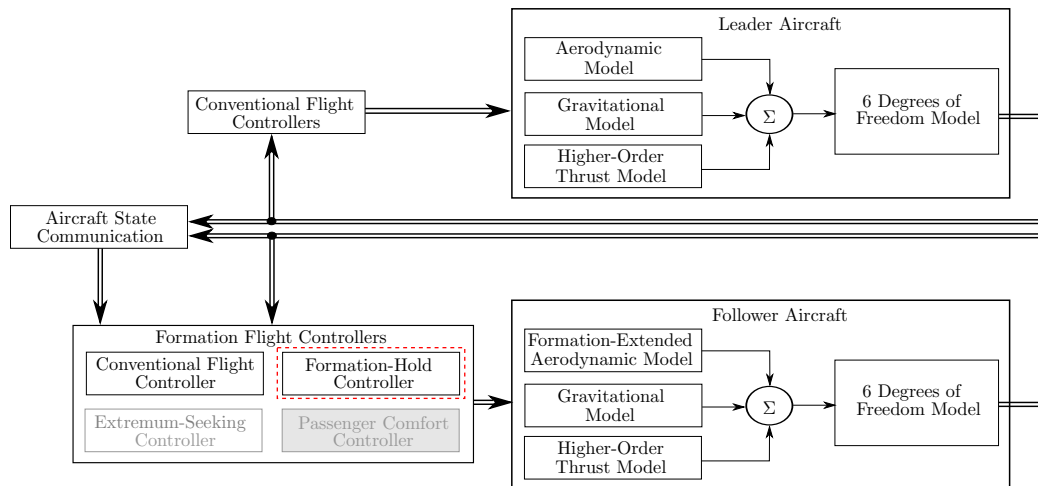 Leader Aircraft
Aerodynamic
Model
Gravitational
Model
Higher-Order
Thrust Model
Σ
6 Degrees of
Freedom Model
Conventional Flight
Controllers
Aircraft State
Communication
Formation Flight Controllers
Conventional Flight
Controller
Formation-Hold
Controller
Extremum-Seeking
Controller
Passenger Comfort
Controller
Follower Aircraft
Formation-Extended
Aerodynamic Model
Gravitational
Model
Higher-Order
Thrust Model
Σ
6 Degrees of
Freedom Model